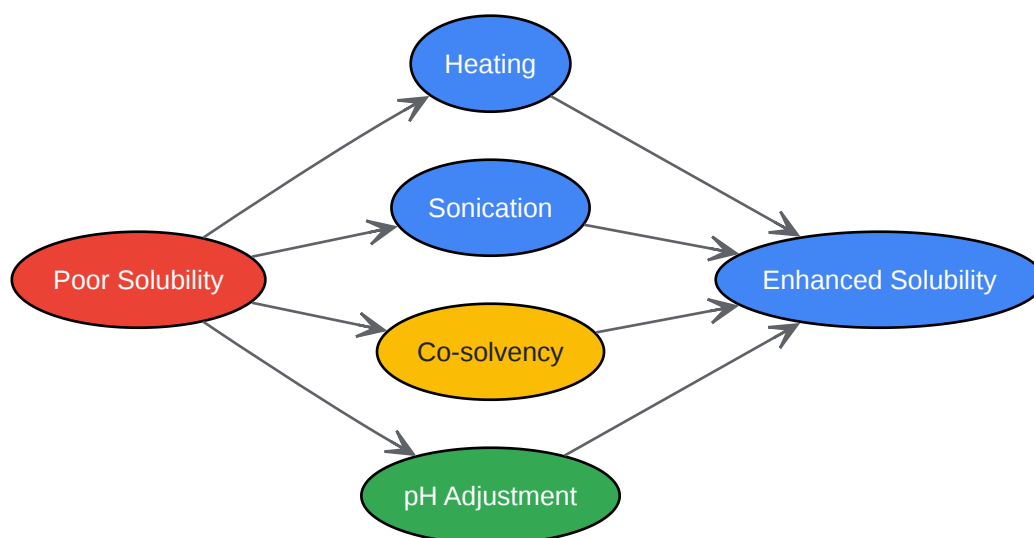 Heating
Sonication
Poor Solubility
Enhanced Solubility
Co-solvency
pH Adjustment